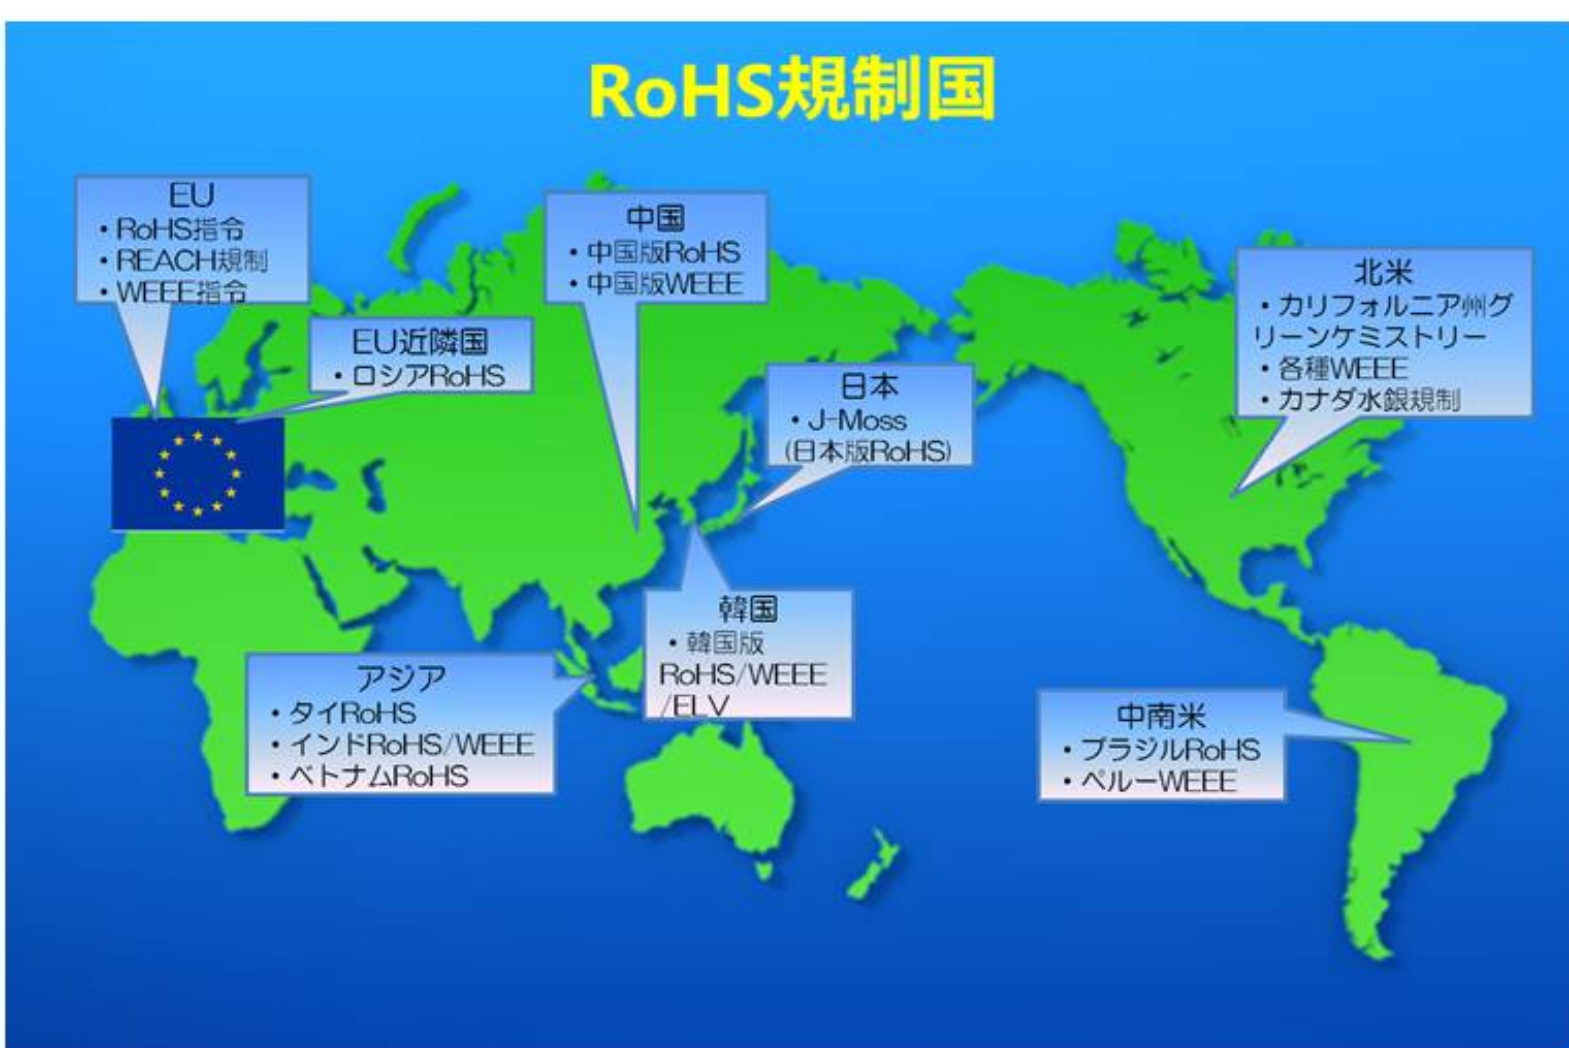 RoHS規制国
EU
・RoHS指令
・REACH規制
・WEEE指令
EU近隣国
・ロシアRoHS
中国
・中国版RoHS
・中国版WEEE
日本
・J-Moss
(日本版RoHS)
北米
・カリフォルニア州グ
リーンケミストリー
・各種WEEE
・カナダ水銀規制
韓国
・韓国版
RoHS/WEEE
/ELV
アジア
・タイRoHS
・インドRoHS/WEEE
・ベトナムRoHS
中南米
・ブラジルRoHS
・ペルーWEEE